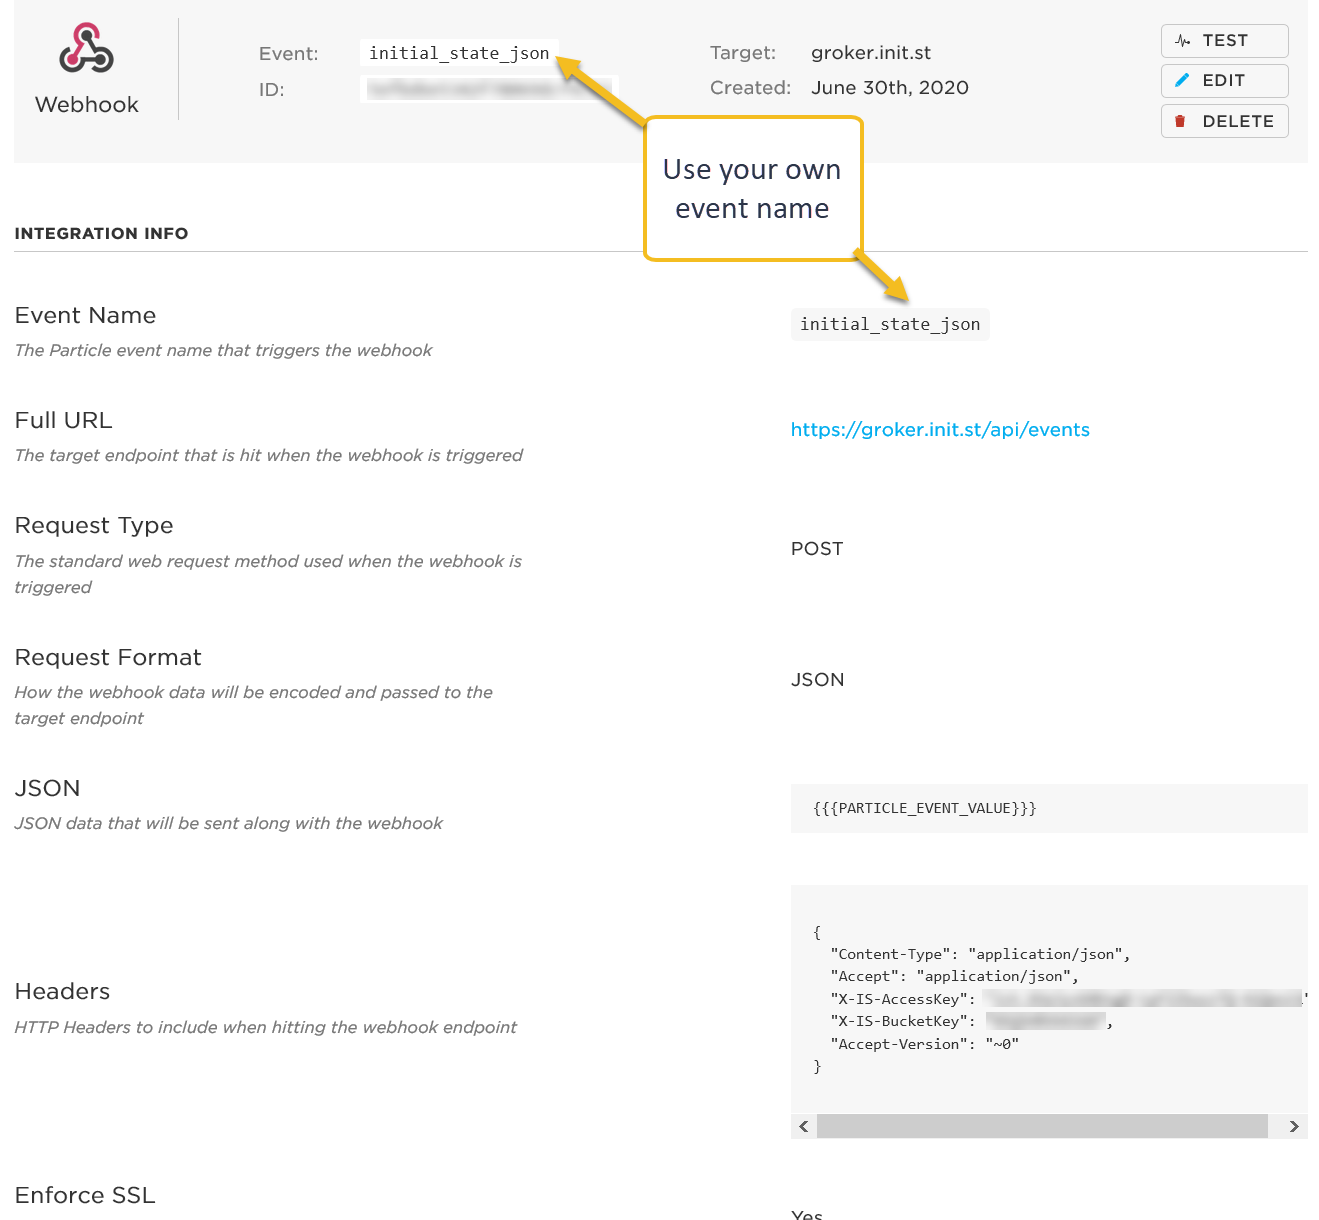 Webhook
Event: initial_state_json
ID:
Target: groker.init.st
Created: June 30th, 2020
TEST
EDIT
DELETE
Use your own
event name
INTEGRATION INFO
Event Name
The Particle event name that triggers the webhook
initial_state_json
Full URL
The target endpoint that is hit when the webhook is triggered
https://groker.init.st/api/events
Request Type
The standard web request method used when the webhook is
triggered
POST
Request Format
How the webhook data will be encoded and passed to the
target endpoint
JSON
JSON
JSON data that will be sent along with the webhook
{{{PARTICLE_EVENT_VALUE}}}
Headers
HTTP Headers to include when hitting the webhook endpoint
{
"Content-Type": "application/json",
"Accept": "application/json",
"X-IS-AccessKey":
"X-IS-BucketKey": ,
"Accept-Version": "~0"
}
Enforce SSL
Yes